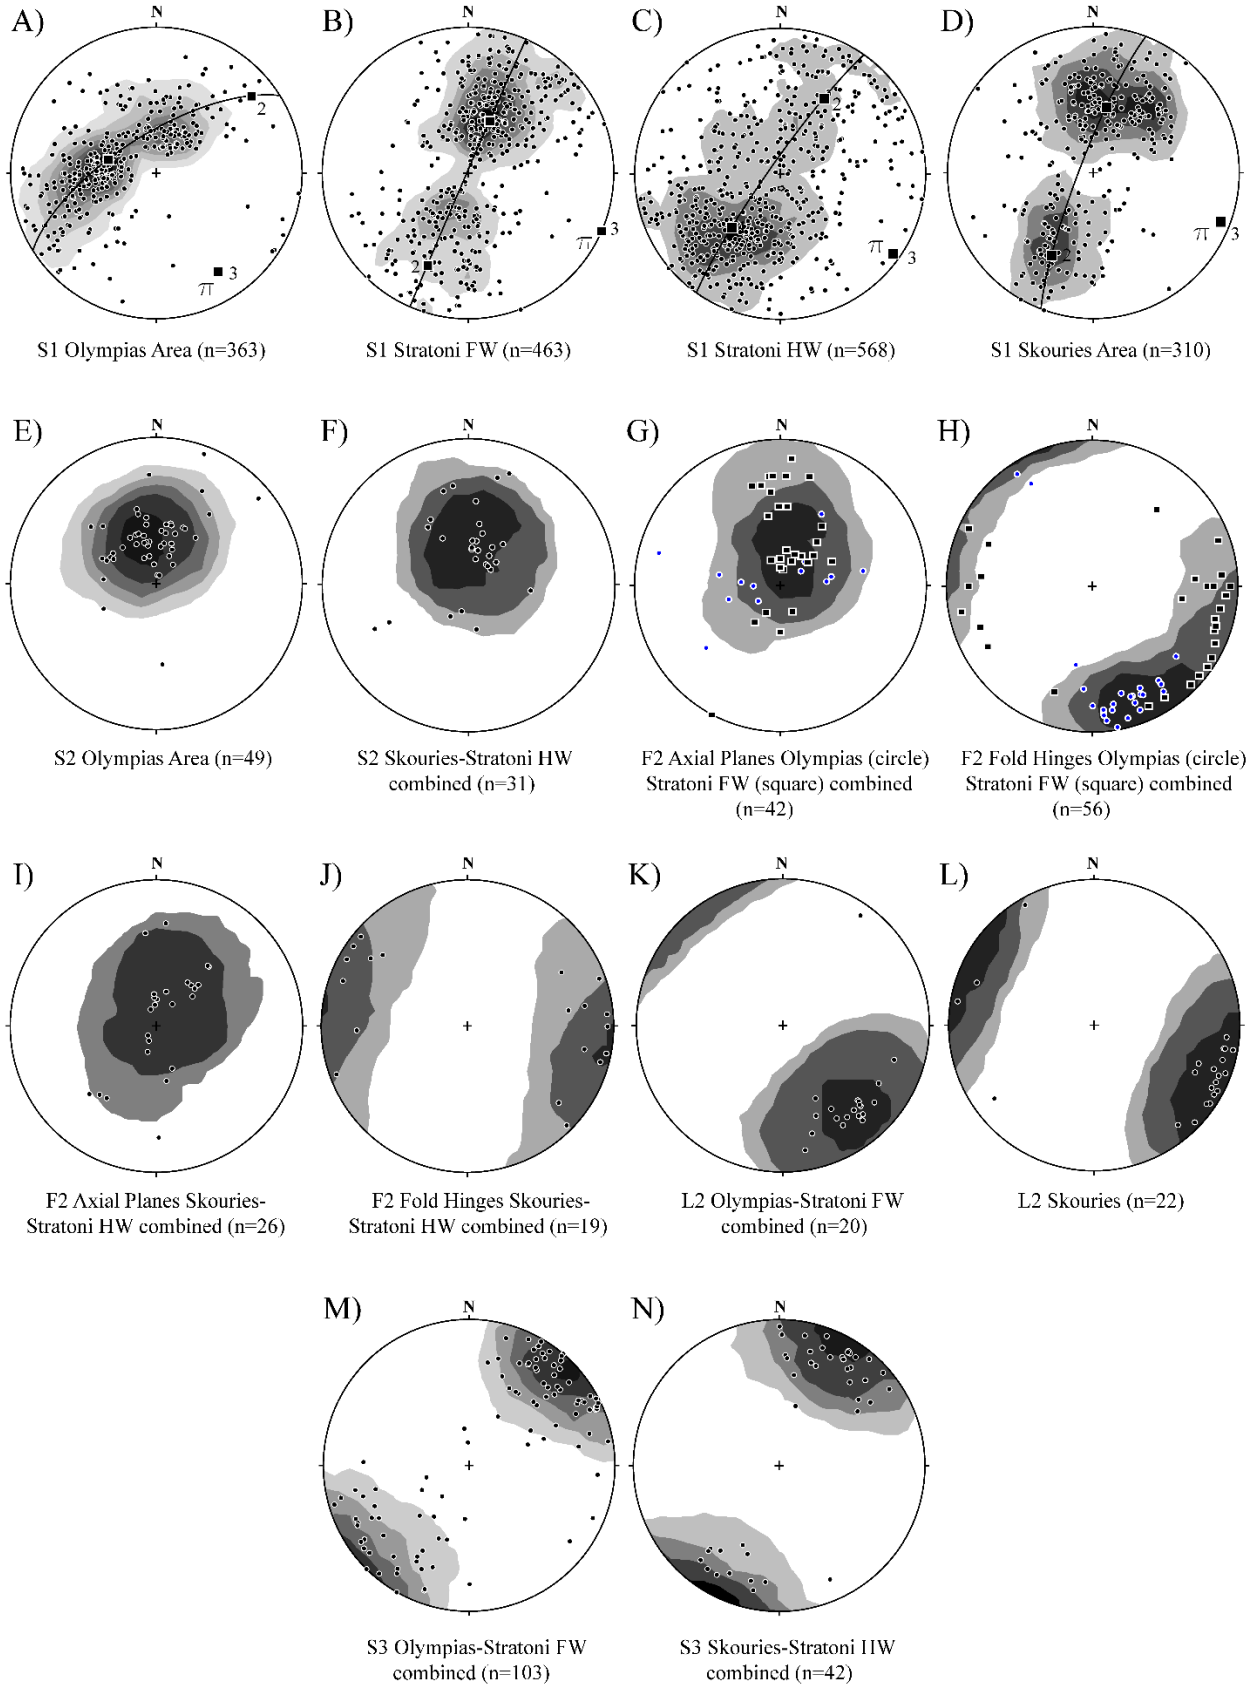 A)
N
2
3
π
S1 Olympias Area (n=363)
B)
N
2
3
π
S1 Stratoni FW (n=463)
C)
N
2
π
3
S1 Stratoni HW (n=568)
D)
N
2
π
3
S1 Skouries Area (n=310)
E)
N
S2 Olympias Area (n=49)
F)
N
S2 Skouries-Stratoni HW
combined (n=31)
G)
N
F2 Axial Planes Olympias (circle)
Stratoni FW (square) combined
(n=42)
H)
N
F2 Fold Hinges Olympias (circle)
Stratoni FW (square) combined
(n=56)
I)
N
F2 Axial Planes Skouries-
Stratoni HW combined (n=26)
J)
N
F2 Fold Hinges Skouries-
Stratoni HW combined (n=19)
K)
N
L2 Olympias-Stratoni FW
combined (n=20)
L)
N
L2 Skouries (n=22)
M)
N
S3 Olympias-Stratoni FW
combined (n=103)
N)
N
S3 Skouries-Stratoni HW
combined (n=42)